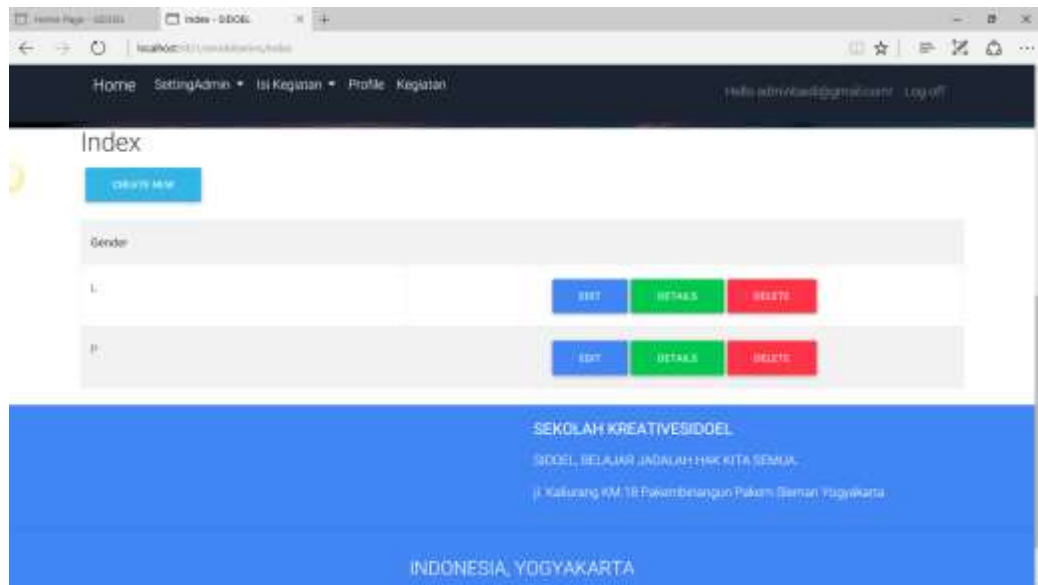 Home Page - SIDOEL
Index - SIDOEL
localhost
Home SettingAdmin Isi Kegiatan Profile Kegiatan
Log off
Index
CREATE NEW
Gender
L
EDIT DETAILS DELETE
P
EDIT DETAILS DELETE
SEKOLAH KREATIVESIDOEL
SIDOEL, BELAJAR JADALAH HAK KITA SEMUA.
jl. Kaliurang KM 18 Pakembinangun Pakem Sleman Yogyakarta
INDONESIA, YOGYAKARTA